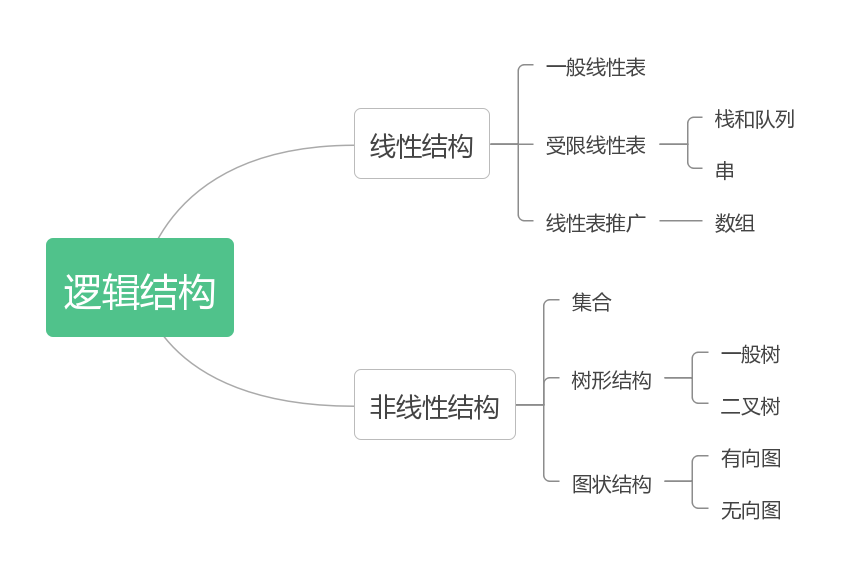 逻辑结构
线性结构
一般线性表
受限线性表
栈和队列
串
线性表推广
数组
非线性结构
集合
树形结构
一般树
二叉树
图状结构
有向图
无向图